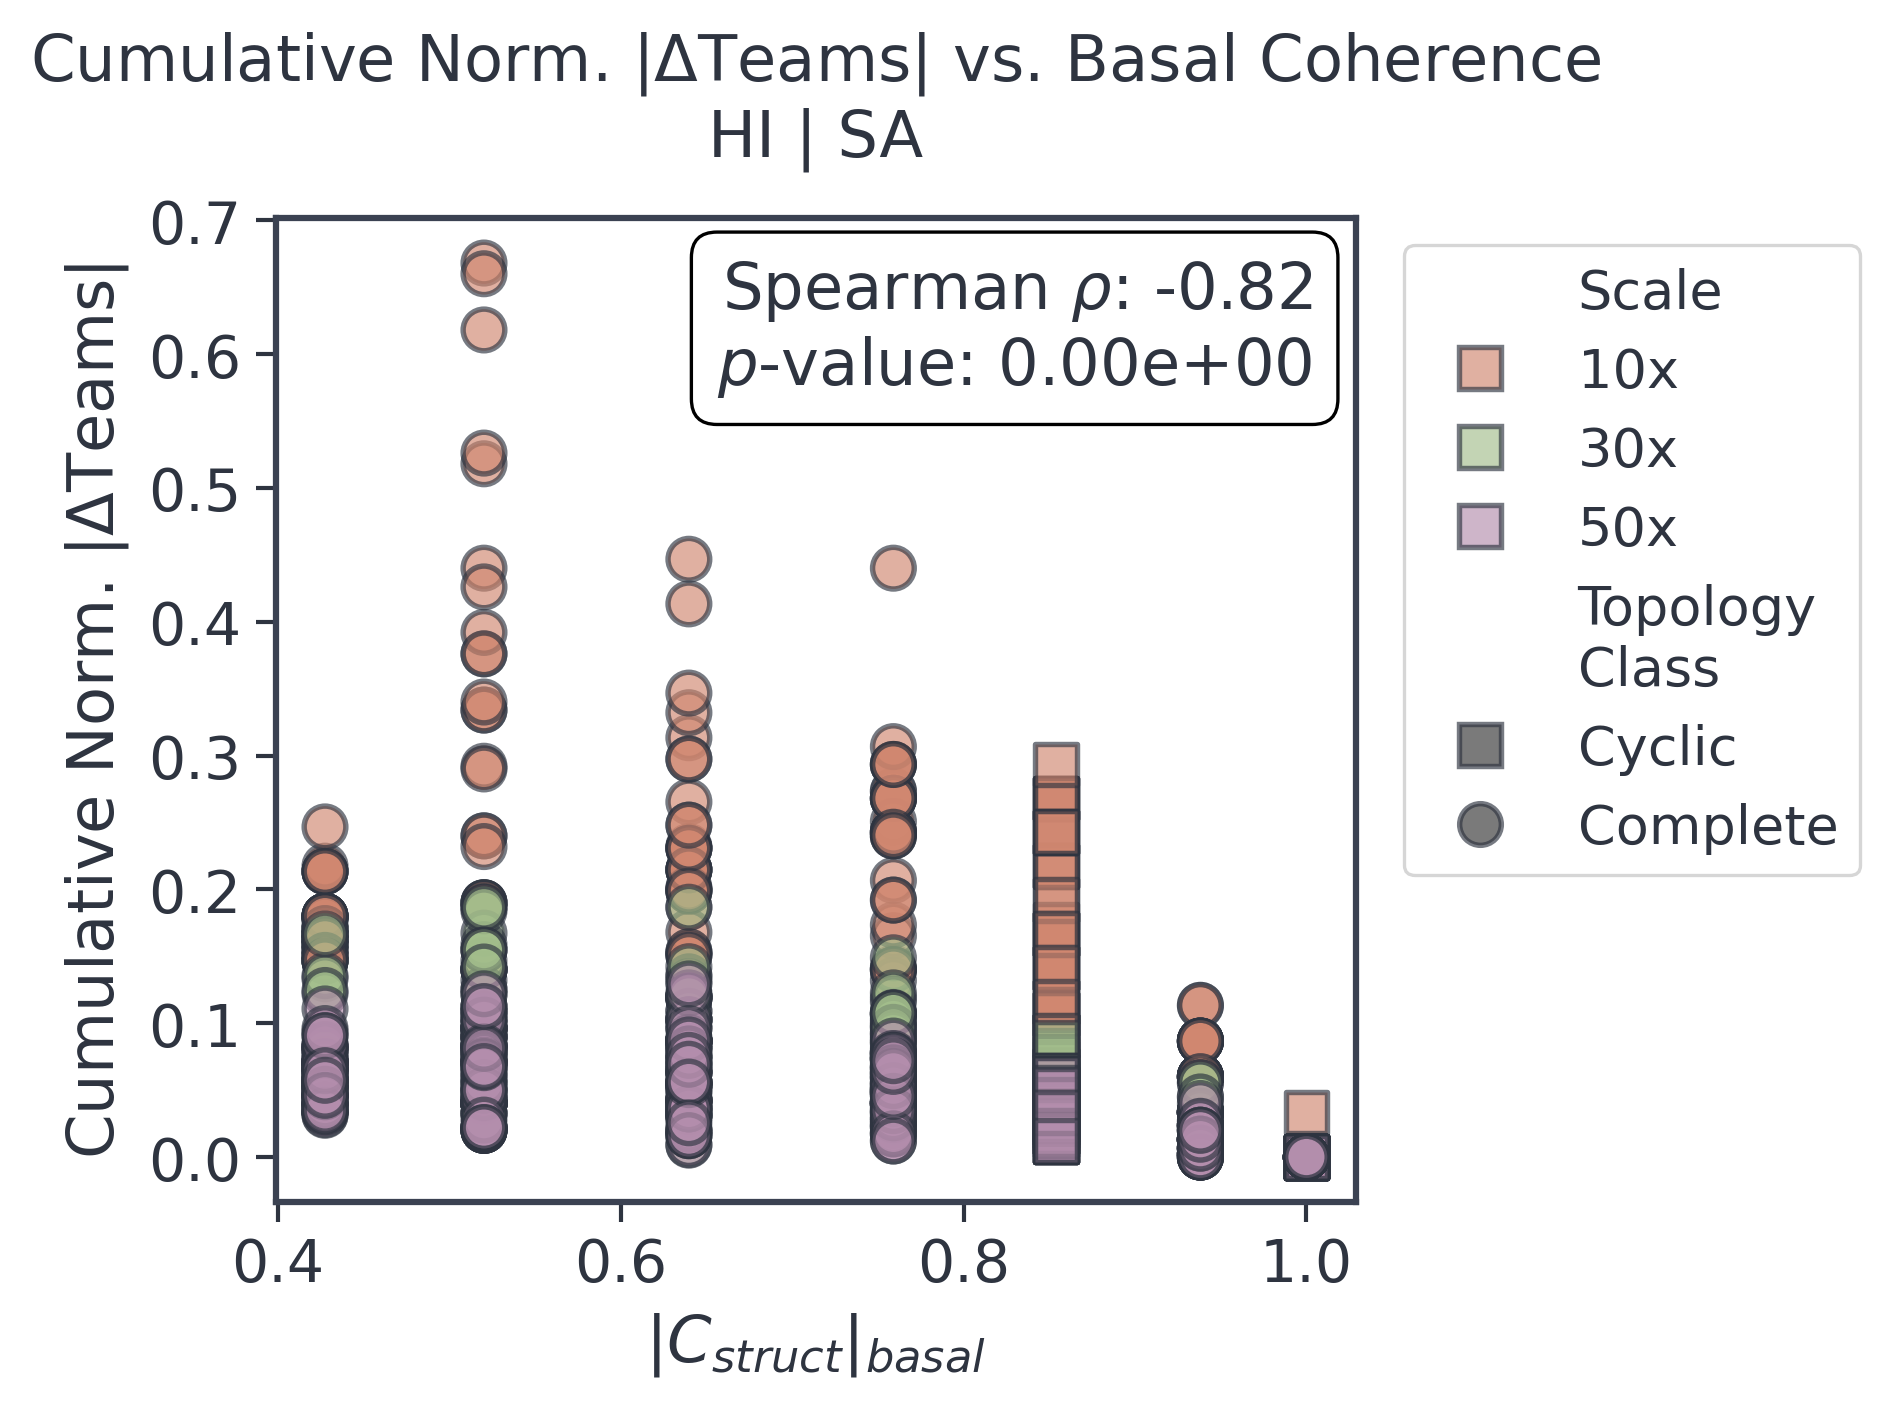 Cumulative Norm. |ΔTeams| vs. Basal Coherence
HI | SA
Cumulative Norm. |ΔTeams|
0.7
0.6
0.5
0.4
0.3
0.2
0.1
0.0
Spearman ρ: -0.82
p-value: 0.00e+00
0.4 0.6 0.8 1.0
|C_struct|_basal
Scale
10x
30x
50x
Topology
Class
Cyclic
Complete